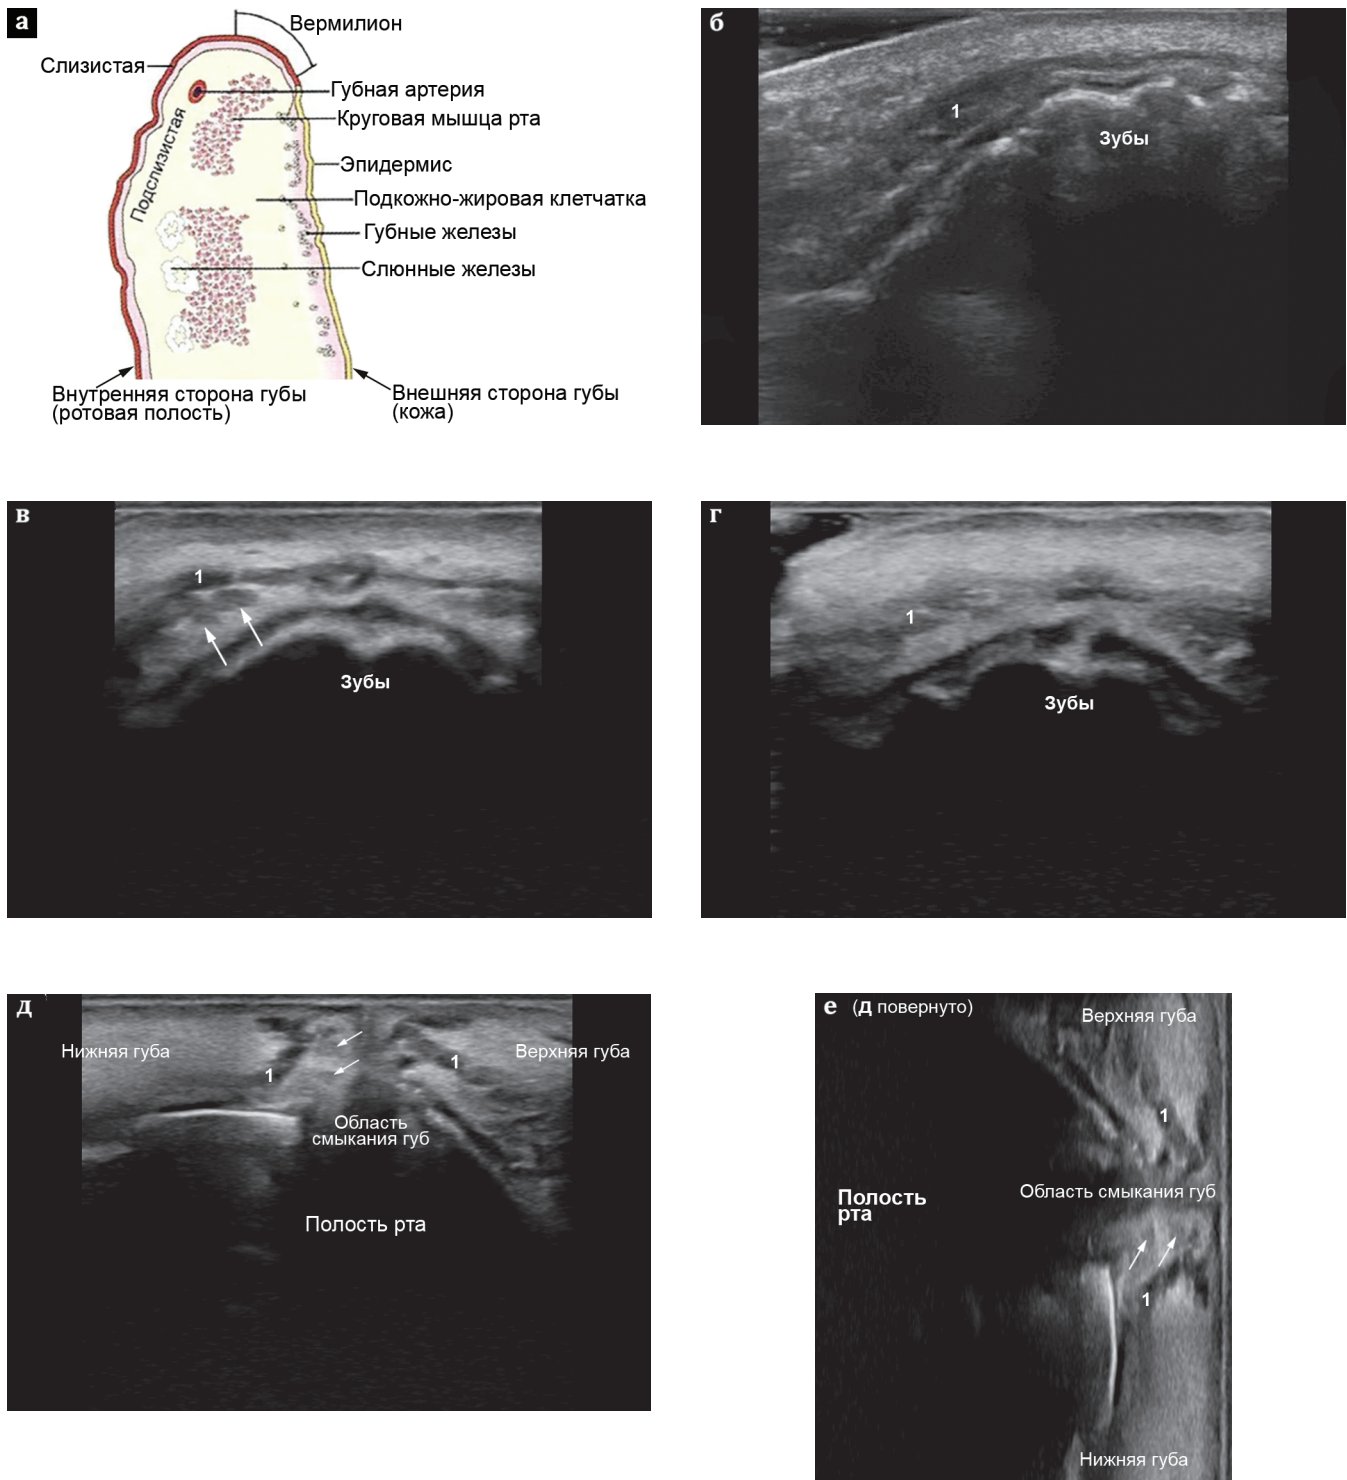 а
Вермилион
Слизистая
Губная артерия
Круговая мышца рта
Подслизистая
Эпидермис
Подкожно-жировая клетчатка
Губные железы
Слюнные железы
Внутренняя сторона губы
(ротовая полость)
Внешняя сторона губы
(кожа)
б
1
Зубы
в
1
Зубы
г
1
Зубы
д
Нижняя губа
Верхняя губа
1
1
Область
смыкания губ
Полость рта
е (д повернуто)
Верхняя губа
1
Область смыкания губ
Полость
рта
1
Нижняя губа